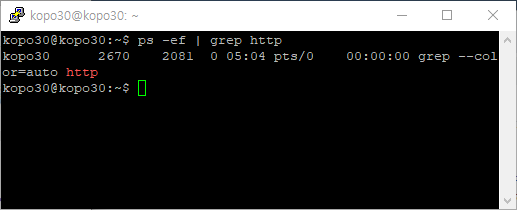 kopo30@kopo30: ~
kopo30@kopo30:~$ ps -ef | grep http
kopo30      2670    2081  0 05:04 pts/0    00:00:00 grep --col
or=auto http
kopo30@kopo30:~$